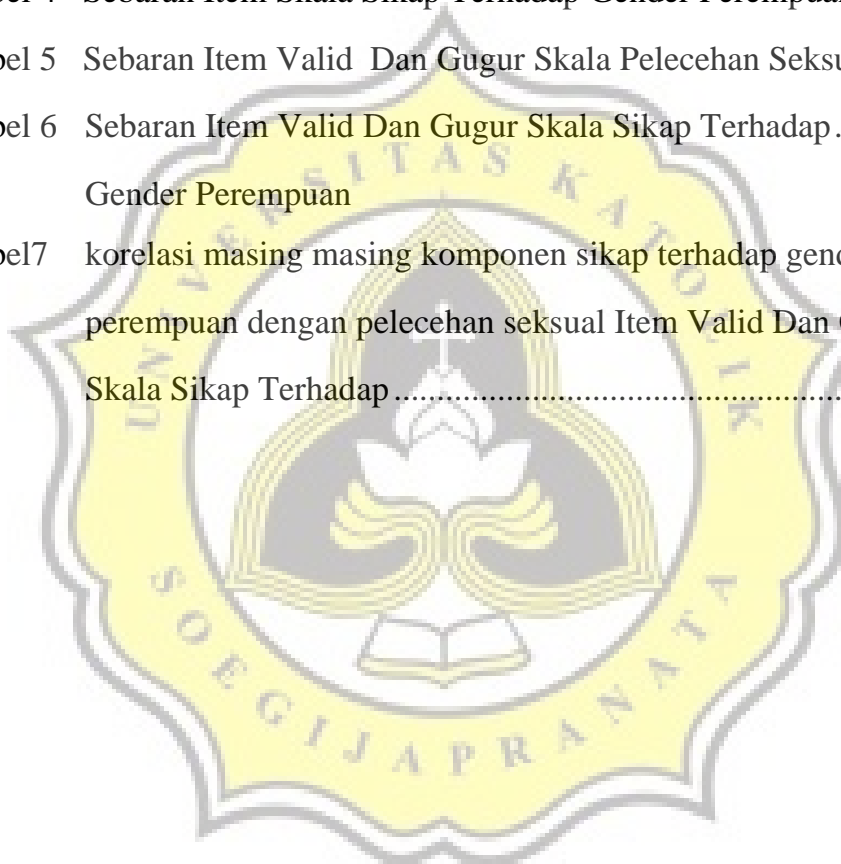 bel 4 Sebaran Item Skala Sikap Terhadap Gender Perempuan
bel 5 Sebaran Item Valid Dan Gugur Skala Pelecehan Seksu
bel 6 Sebaran Item Valid Dan Gugur Skala Sikap Terhadap.
Gender Perempuan
bel7 korelasi masing masing komponen sikap terhadap gend
perempuan dengan pelecehan seksual Item Valid Dan G
Skala Sikap Terhadap..............................................
UNIVERSITAS KATOLIK
SOEGIJAPRANATA